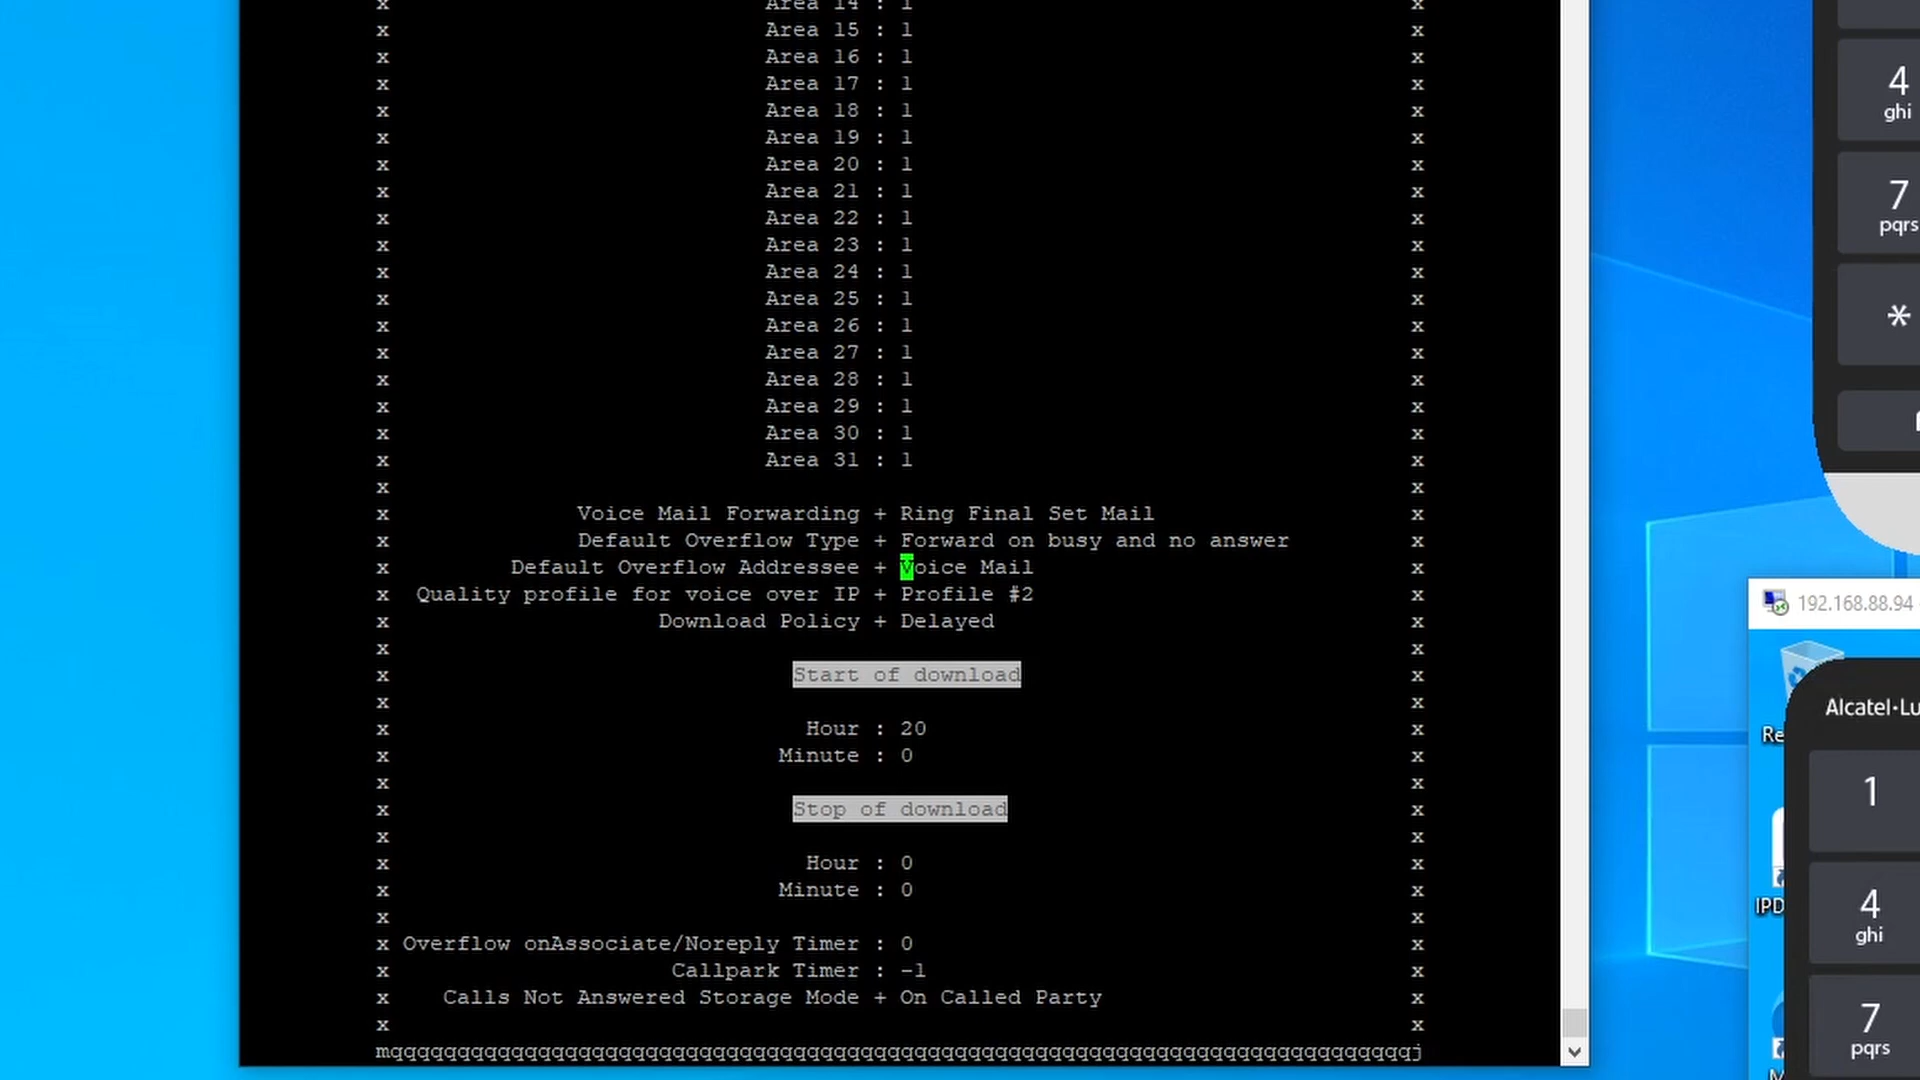 x Area 14 : 1 x
x Area 15 : 1 x
x Area 16 : 1 x
x Area 17 : 1 x
x Area 18 : 1 x
x Area 19 : 1 x
x Area 20 : 1 x
x Area 21 : 1 x
x Area 22 : 1 x
x Area 23 : 1 x
x Area 24 : 1 x
x Area 25 : 1 x
x Area 26 : 1 x
x Area 27 : 1 x
x Area 28 : 1 x
x Area 29 : 1 x
x Area 30 : 1 x
x Area 31 : 1 x
x x
x Voice Mail Forwarding + Ring Final Set Mail x
x Default Overflow Type + Forward on busy and no answer x
x Default Overflow Addressee + Voice Mail x
x Quality profile for voice over IP + Profile #2 x
x Download Policy + Delayed x
x x
x Start of download x
x x
x Hour : 20 x
x Minute : 0 x
x x
x Stop of download x
x x
x Hour : 0 x
x Minute : 0 x
x x
x Overflow onAssociate/Noreply Timer : 0 x
x Callpark Timer : -1 x
x Calls Not Answered Storage Mode + On Called Party x
x x
mqqqqqqqqqqqqqqqqqqqqqqqqqqqqqqqqqqqqqqqqqqqqqqqqqqqqqqqqqqqqqqqqqqqqqqqqqqqqj
4
ghi
7
pqrs
*
192.168.88.94
Re
Alcatel·Lu
1
IPD
4
ghi
7
pqrs